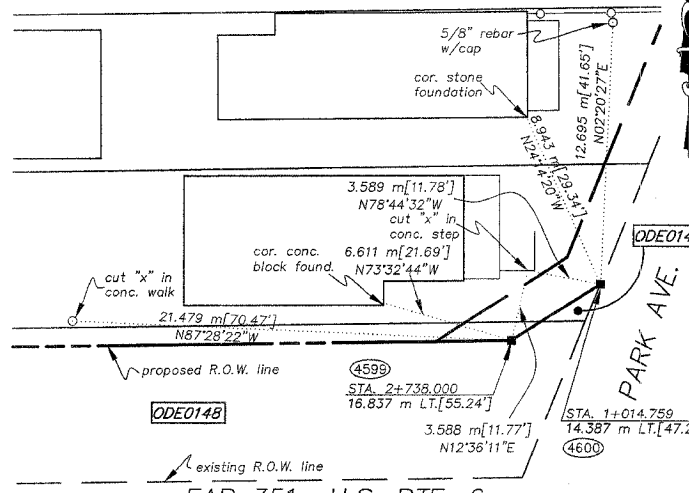 5/8" rebar
w/cap
cor. stone
foundation
12.695 m[41.65']
N02°20'27"E
8.943 m[29.34']
N24°14'20"W
3.589 m[11.78']
N78°44'32"W
cut "x" in
conc. step
cor. conc.
block found.
6.611 m[21.69']
N73°32'44"W
ODE014
cut "x" in
conc. walk
21.479 m[70.47']
N87°28'22"W
proposed R.O.W. line
4599
STA. 2+738.000
16.837 m LT.[55.24']
ODE0148
3.588 m[11.77']
N12°36'11"E
PARK AVE.
STA. 1+014.759
14.387 m LT.[47.2
4600
existing R.O.W. line